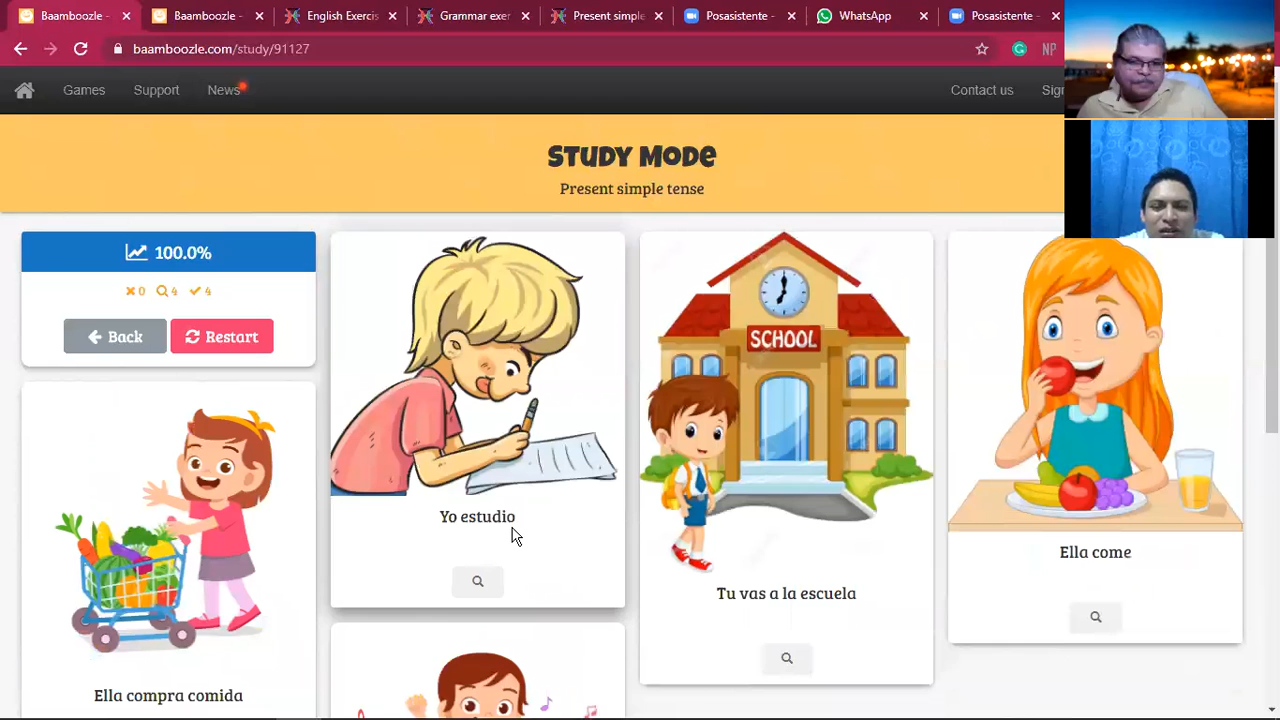 Baamboozle -
Baamboozle -
English Exercis
Grammar exer
Present simple
Posasistente -
WhatsApp
Posasistente -
baamboozle.com/study/91127
NP
Games
Support
News
Contact us
Sig
Study Mode
Present simple tense
100.0%
0
4
4
Back
Restart
SCHOOL
Yo estudio
Tu vas a la escuela
Ella come
Ella compra comida